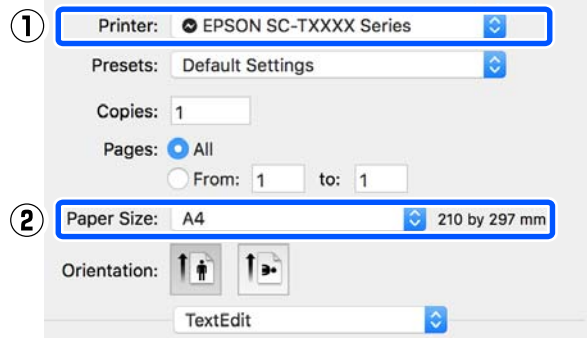 ① Printer: EPSON SC-TXXXX Series
Presets: Default Settings
Copies: 1
Pages: All
From: 1 to: 1
② Paper Size: A4 210 by 297 mm
Orientation:
TextEdit